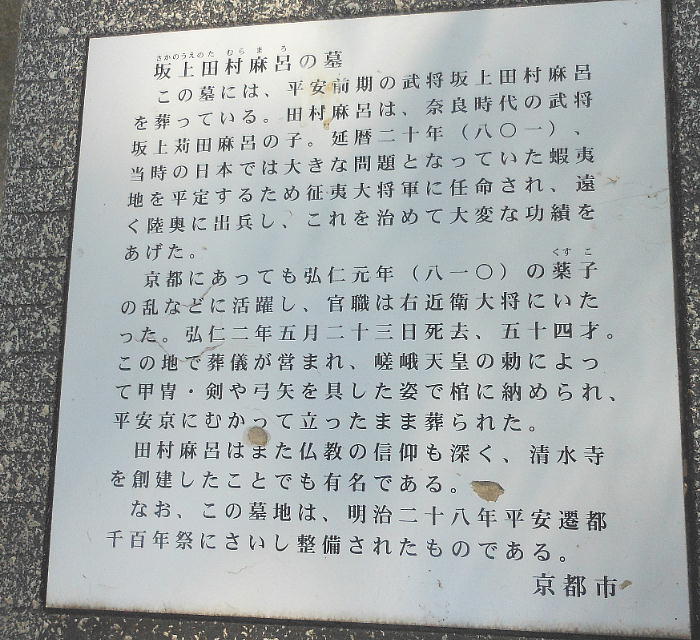 さかのうえのた むら ま ろ
坂上田村麻呂の墓
この墓には、平安前期の武将坂上田村麻呂
を葬っている。田村麻呂は、奈良時代の武将
坂上苅田麻呂の子。延暦二十年（八〇一）、
当時の日本では大きな問題となっていた蝦夷
地を平定するため征夷大将軍に任命され、遠
く陸奥に出兵し、これを治めて大変な功績を
あげた。
くす こ
京都にあっても弘仁元年（八一〇）の薬子
の乱などに活躍し、官職は右近衛大将にいた
った。弘仁二年五月二十三日死去、五十四才。
この地で葬儀が営まれ、嵯峨天皇の勅によっ
て甲冑・剣や弓矢を具した姿で棺に納められ、
平安京にむかって立ったまま葬られた。
田村麻呂はまた仏教の信仰も深く、清水寺
を創建したことでも有名である。
なお、この墓地は、明治二十八年平安遷都
千百年祭にさいし整備されたものである。
京都市